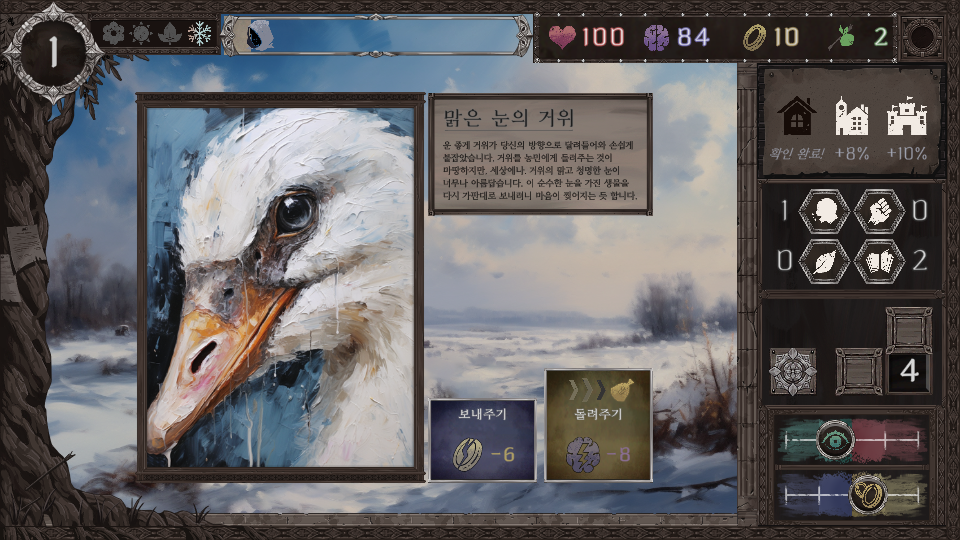 1
100 84 10 2
맑은 눈의 거위
운 좋게 거위가 당신의 방향으로 달려들어와 손쉽게
붙잡았습니다. 거위를 농민에게 돌려주는 것이
마땅하지만, 세상에나. 거위의 맑고 청명한 눈이
너무나 아름답습니다. 이 순수한 눈을 가진 생물을
다시 가판대로 보내려니 마음이 찢어지는 듯 합니다.
확인 완료! +8% +10%
1 0
0 2
4
보내주기
-6
돌려주기
-8